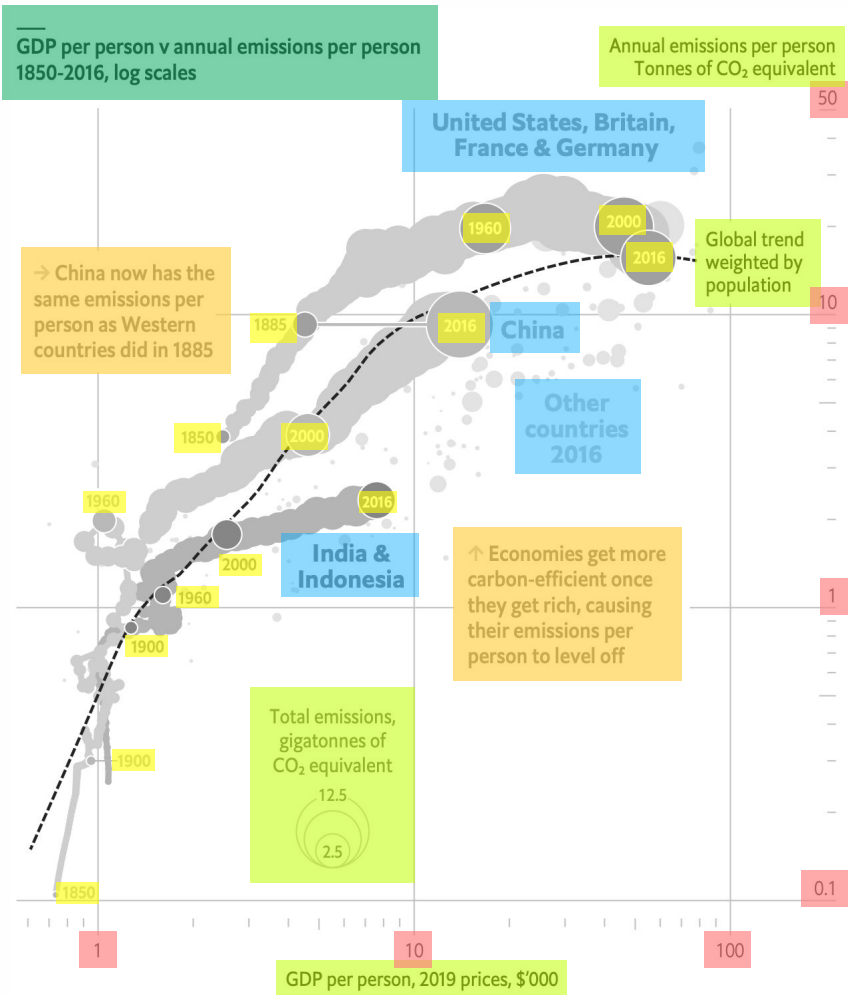 GDP per person v annual emissions per person
1850-2016, log scales
Annual emissions per person
Tonnes of CO₂ equivalent
50
United States, Britain,
France & Germany
1960
2000
2016
Global trend
weighted by
population
→ China now has the
same emissions per
person as Western
countries did in 1885
10
1885
2016
China
Other
countries
2016
1850
2000
1960
2016
India &
Indonesia
2000
↑ Economies get more
carbon-efficient once
they get rich, causing
their emissions per
person to level off
1960
1
1900
Total emissions,
gigatonnes of
CO₂ equivalent
12.5
2.5
1900
1850
0.1
1
10
100
GDP per person, 2019 prices, $'000